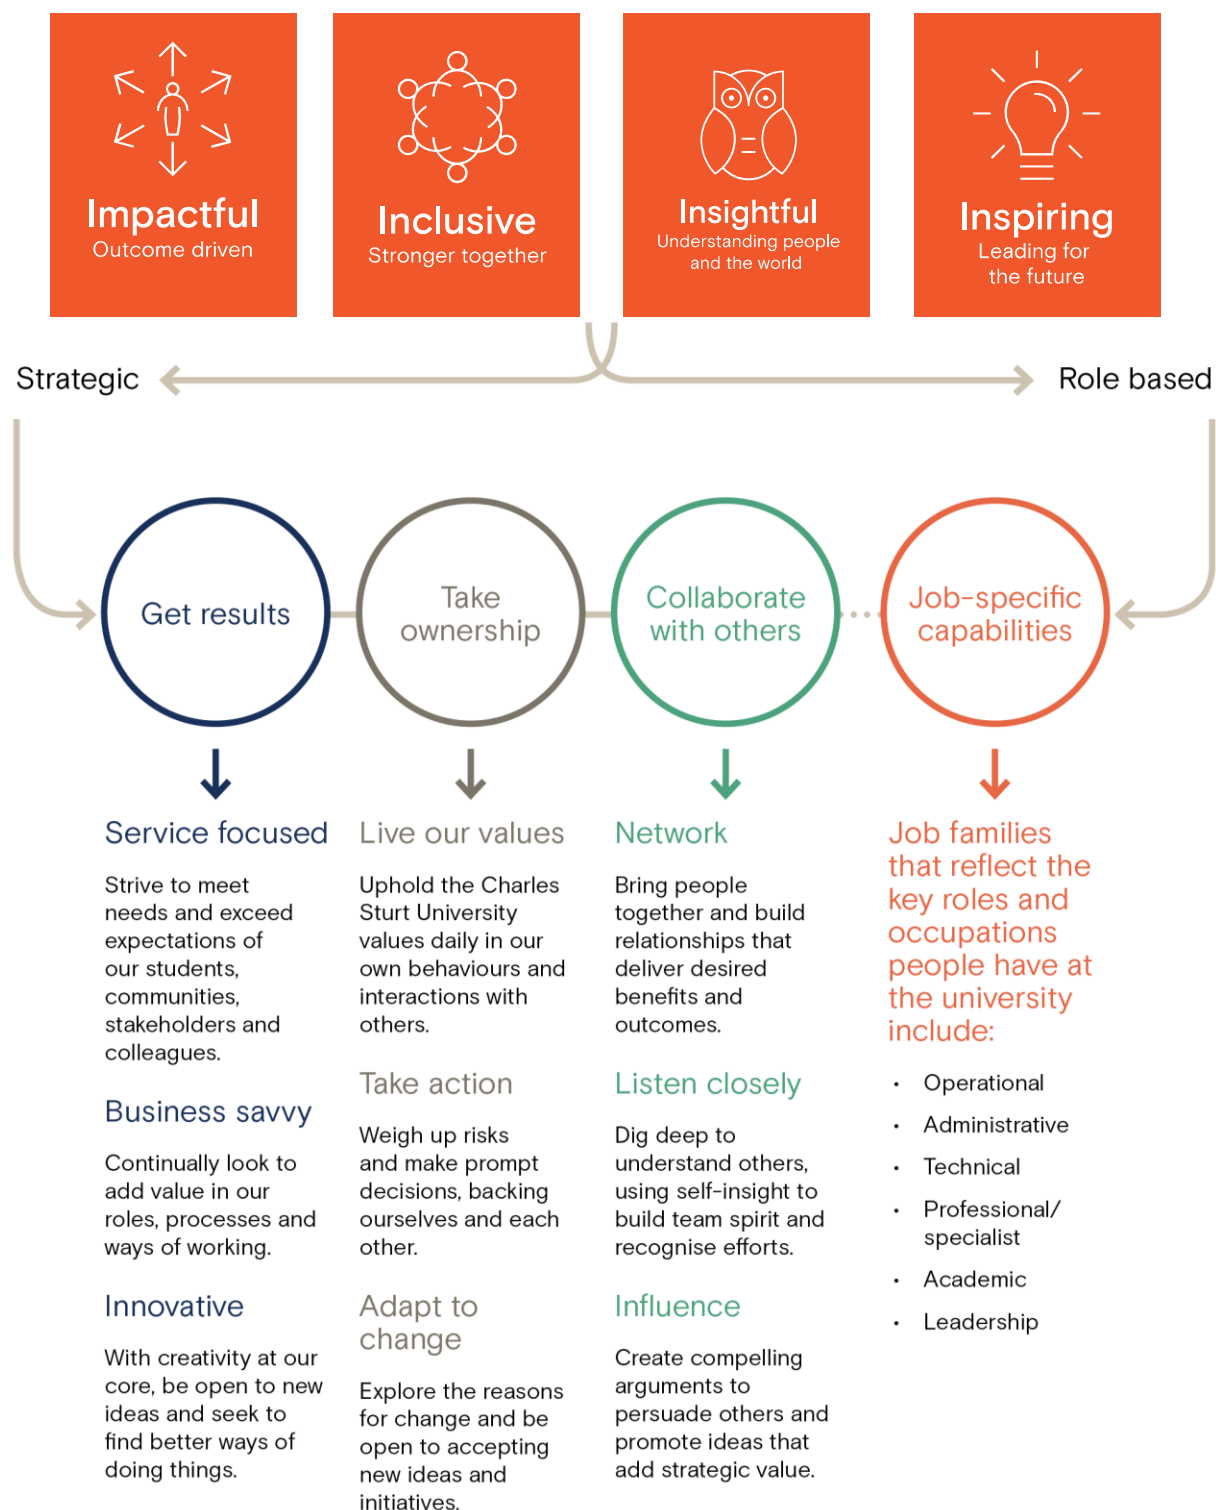 Impactful
Outcome driven
Inclusive
Stronger together
Insightful
Understanding people
and the world
Inspiring
Leading for
the future
Strategic
Role based
Get results
Take
ownership
Collaborate
with others
Job-specific
capabilities
Service focused
Strive to meet
needs and exceed
expectations of
our students,
communities,
stakeholders and
colleagues.
Business savvy
Continually look to
add value in our
roles, processes and
ways of working.
Innovative
With creativity at our
core, be open to new
ideas and seek to
find better ways of
doing things.
Live our values
Uphold the Charles
Sturt University
values daily in our
own behaviours and
interactions with
others.
Take action
Weigh up risks
and make prompt
decisions, backing
ourselves and each
other.
Adapt to
change
Explore the reasons
for change and be
open to accepting
new ideas and
initiatives.
Network
Bring people
together and build
relationships that
deliver desired
benefits and
outcomes.
Listen closely
Dig deep to
understand others,
using self-insight to
build team spirit and
recognise efforts.
Influence
Create compelling
arguments to
persuade others and
promote ideas that
add strategic value.
Job families
that reflect the
key roles and
occupations
people have at
the university
include:
• Operational
• Administrative
• Technical
• Professional/
specialist
• Academic
• Leadership